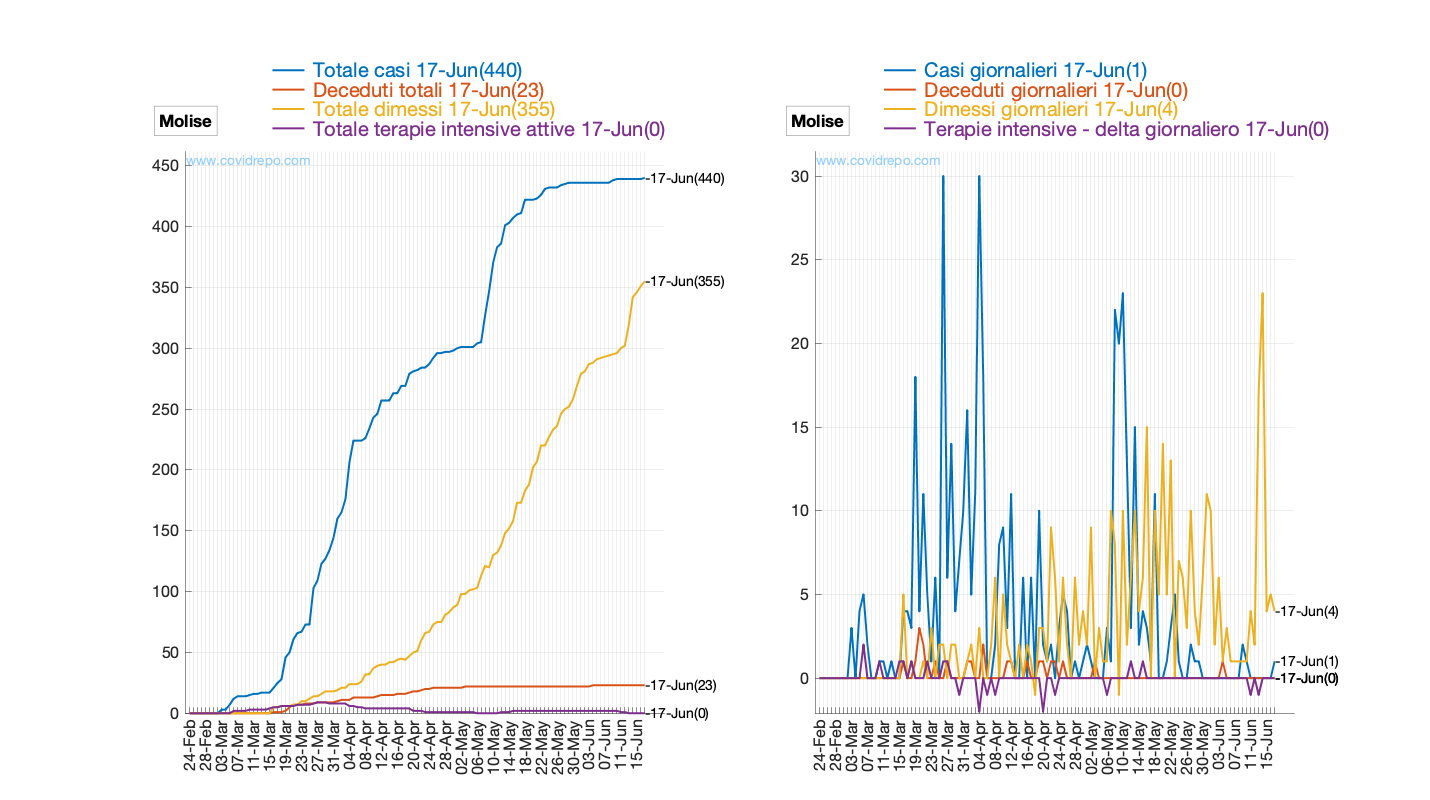 Totale casi 17-Jun(440)
Deceduti totali 17-Jun(23)
Totale dimessi 17-Jun(355)
Totale terapie intensive attive 17-Jun(0)
Molise
www.covidrepo.com
450
400
350
300
250
200
150
100
50
0
-17-Jun(440)
-17-Jun(355)
-17-Jun(23)
-17-Jun(0)
24-Feb
28-Feb
03-Mar
07-Mar
11-Mar
15-Mar
19-Mar
23-Mar
27-Mar
31-Mar
04-Apr
08-Apr
12-Apr
16-Apr
20-Apr
24-Apr
28-Apr
02-May
06-May
10-May
14-May
18-May
22-May
26-May
30-May
03-Jun
07-Jun
11-Jun
15-Jun
Casi giornalieri 17-Jun(1)
Deceduti giornalieri 17-Jun(0)
Dimessi giornalieri 17-Jun(4)
Terapie intensive - delta giornaliero 17-Jun(0)
Molise
www.covidrepo.com
30
25
20
15
10
5
0
-17-Jun(4)
-17-Jun(1)
-17-Jun(0)
24-Feb
28-Feb
03-Mar
07-Mar
11-Mar
15-Mar
19-Mar
23-Mar
27-Mar
31-Mar
04-Apr
08-Apr
12-Apr
16-Apr
20-Apr
24-Apr
28-Apr
02-May
06-May
10-May
14-May
18-May
22-May
26-May
30-May
03-Jun
07-Jun
11-Jun
15-Jun